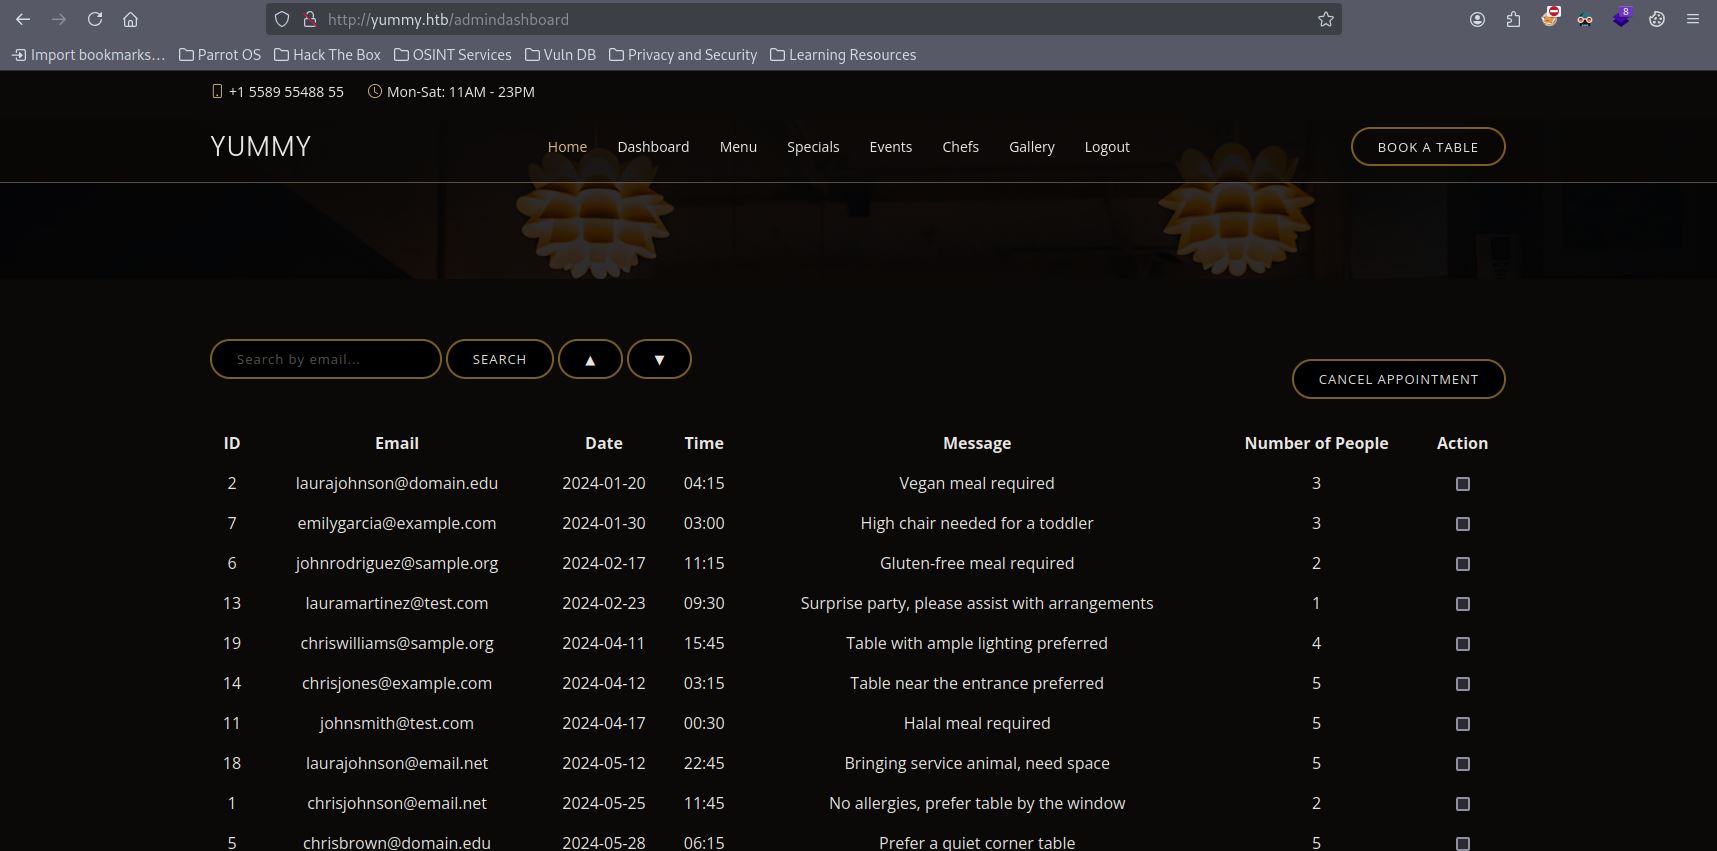 http://yummy.htb/admindashboard
8
Import bookmarks... Parrot OS Hack The Box OSINT Services Vuln DB Privacy and Security Learning Resources
+1 5589 55488 55 Mon-Sat: 11AM - 23PM
YUMMY Home Dashboard Menu Specials Events Chefs Gallery Logout BOOK A TABLE
Search by email... SEARCH ▲ ▼
CANCEL APPOINTMENT
ID Email Date Time Message Number of People Action
2 laurajohnson@domain.edu 2024-01-20 04:15 Vegan meal required 3
7 emilygarcia@example.com 2024-01-30 03:00 High chair needed for a toddler 3
6 johnrodriguez@sample.org 2024-02-17 11:15 Gluten-free meal required 2
13 lauramartinez@test.com 2024-02-23 09:30 Surprise party, please assist with arrangements 1
19 chriswilliams@sample.org 2024-04-11 15:45 Table with ample lighting preferred 4
14 chrisjones@example.com 2024-04-12 03:15 Table near the entrance preferred 5
11 johnsmith@test.com 2024-04-17 00:30 Halal meal required 5
18 laurajohnson@email.net 2024-05-12 22:45 Bringing service animal, need space 5
1 chrisjohnson@email.net 2024-05-25 11:45 No allergies, prefer table by the window 2
5 chrisbrown@domain.edu 2024-05-28 06:15 Prefer a quiet corner table 5